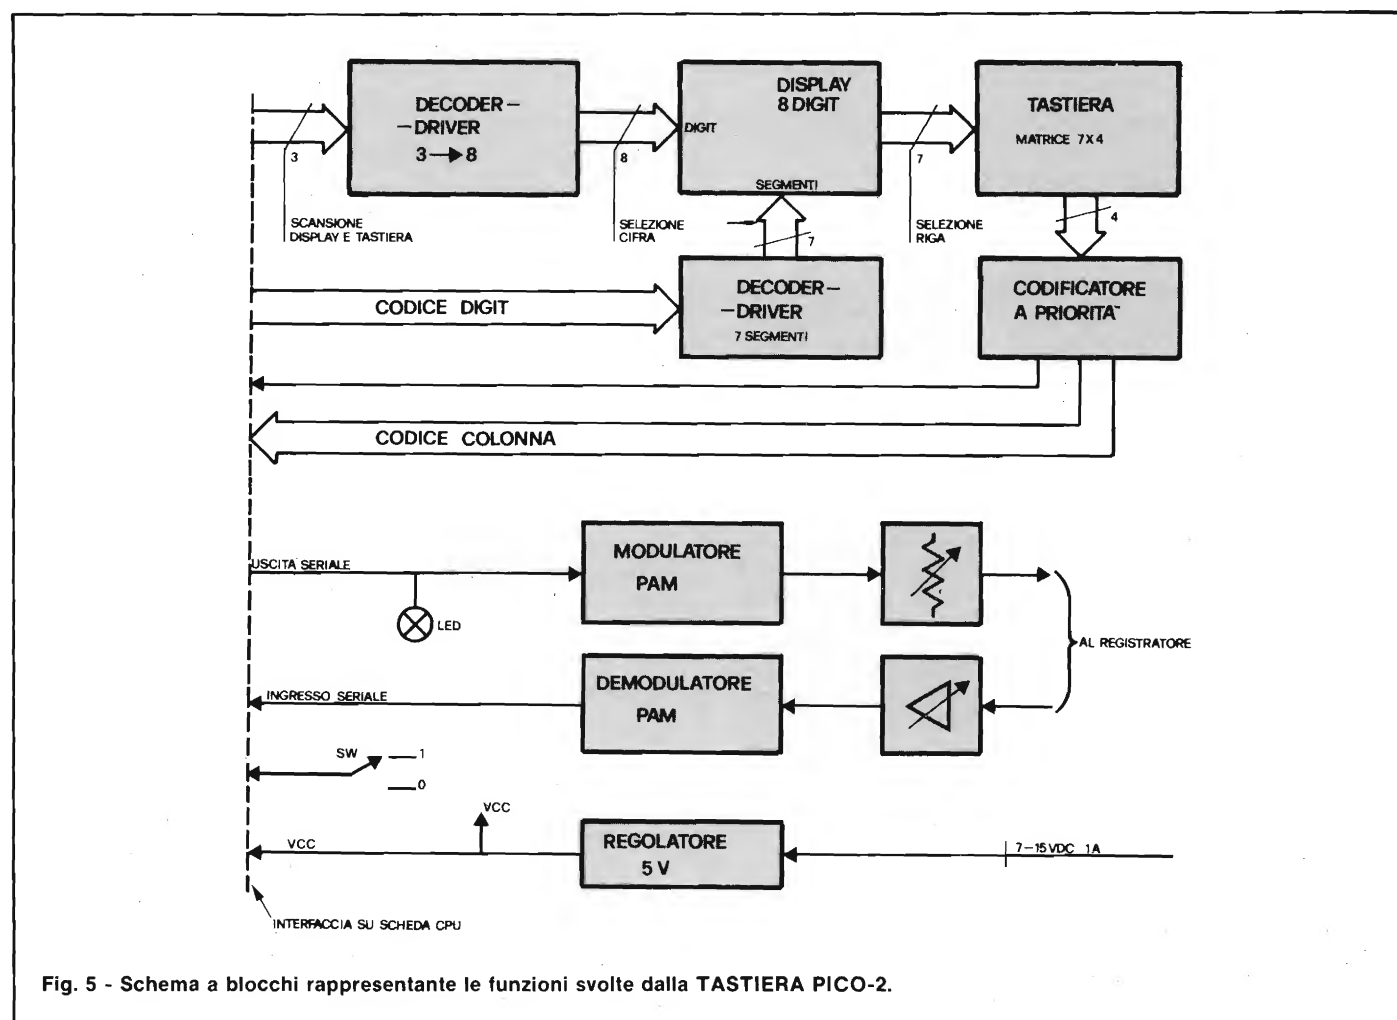 DECODER–
–DRIVER
3→8
DISPLAY
8 DIGIT
DIGIT
SEGMENTI
TASTIERA
MATRICE 7X4
3
8
7
4
SCANSIONE
DISPLAY E TASTIERA
SELEZIONE
CIFRA
7
SELEZIONE
RIGA
CODICE DIGIT
DECODER–
–DRIVER
7 SEGMENTI
CODIFICATORE
A PRIORITA`
CODICE COLONNA
USCITA SERIALE
LED
MODULATORE
PAM
AL REGISTRATORE
INGRESSO SERIALE
DEMODULATORE
PAM
SW
1
0
VCC
VCC
REGOLATORE
5 V
7–15 VDC 1A
INTERFACCIA SU SCHEDA CPU
Fig. 5 - Schema a blocchi rappresentante le funzioni svolte dalla TASTIERA PICO-2.